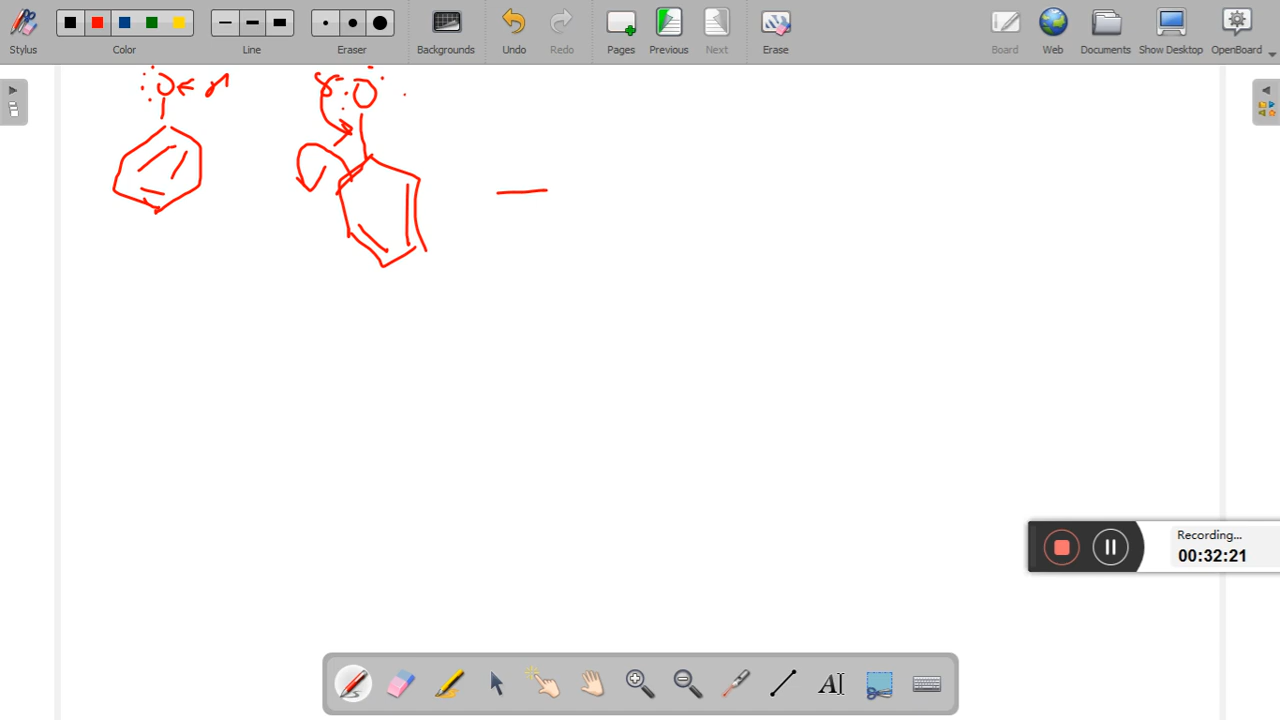 Stylus Color Line Eraser Backgrounds Undo Redo Pages Previous Next Erase Board Web Documents Show Desktop OpenBoard
O O
Recording...
00:32:21
AI